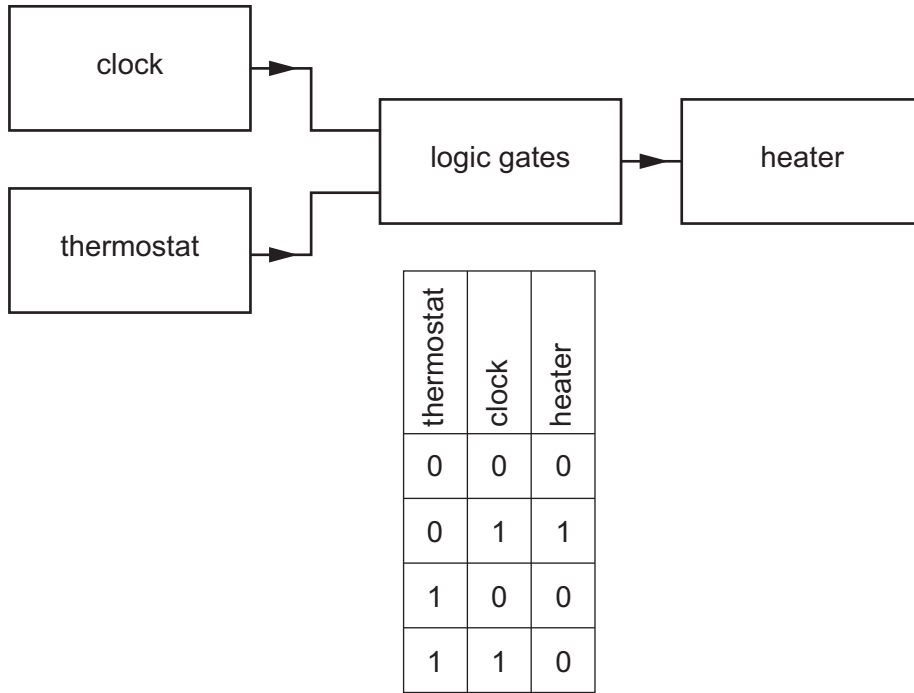 clock
logic gates heater
thermostat
thermostat clock heater
0 0 0
0 1 1
1 0 0
1 1 0